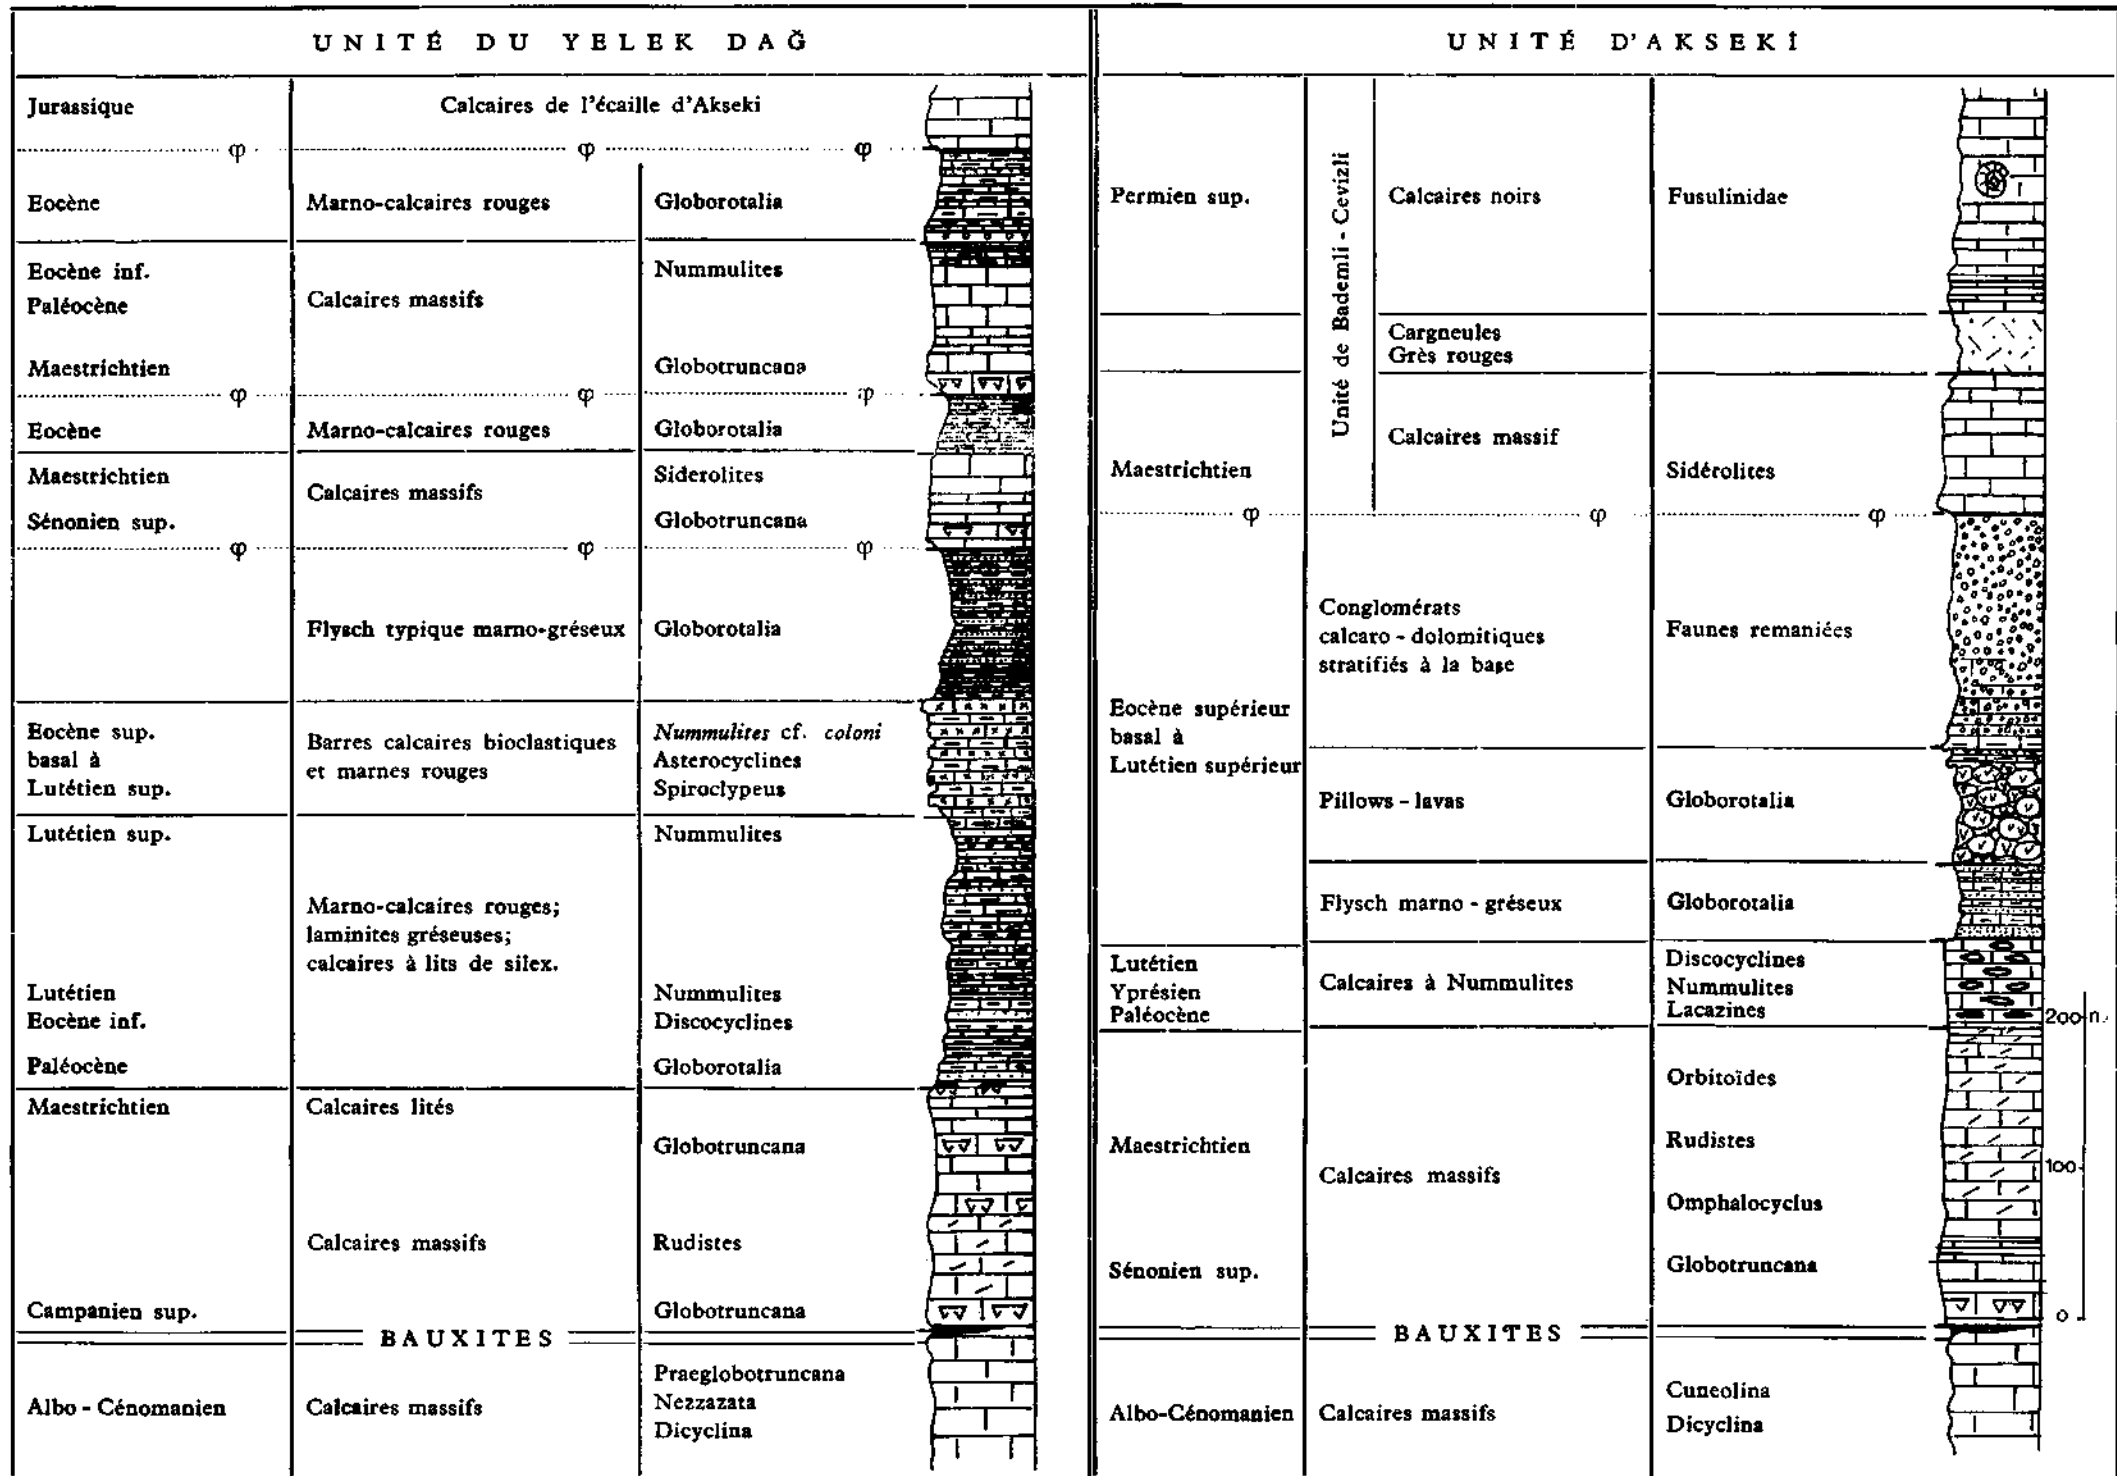 UNITÉ DU YELEK DAĞ
Jurassique
Calcaires de l'écaille d'Akseki
φ φ φ
Eocène
Marno-calcaires rouges
Globorotalia
Eocène inf.
Paléocène
Maestrichtien
Calcaires massifs
Nummulites
Globotruncana
φ φ φ
Eocène
Marno-calcaires rouges
Globorotalia
Maestrichtien
Sénonien sup.
Calcaires massifs
Siderolites
Globotruncana
φ φ φ
Flysch typique marno-gréseux
Globorotalia
Eocène sup.
basal à
Lutétien sup.
Barres calcaires bioclastiques
et marnes rouges
Nummulites cf. coloni
Asterocyclines
Spiroclypeus
Lutétien sup.
Lutétien
Eocène inf.
Paléocène
Marno-calcaires rouges;
laminites gréseuses;
calcaires à lits de silex.
Nummulites
Nummulites
Discocyclines
Globorotalia
Maestrichtien
Campanien sup.
Calcaires lités
Calcaires massifs
Globotruncana
Rudistes
Globotruncana
BAUXITES
Albo - Cénomanien
Calcaires massifs
Praeglobotruncana
Nezzazata
Dicyclina
UNITÉ D'AKSEKİ
Permien sup.
Unité de Bademli - Cevizli
Calcaires noirs
Fusulinidae
Cargneules
Grès rouges
Maestrichtien
Calcaires massif
Sidérolites
φ φ φ
Eocène supérieur
basal à
Lutétien supérieur
Conglomérats
calcaro - dolomitiques
stratifiés à la base
Faunes remaniées
Pillows - lavas
Globorotalia
Flysch marno - gréseux
Globorotalia
Lutétien
Yprésien
Paléocène
Calcaires à Nummulites
Discocyclines
Nummulites
Lacazines
Maestrichtien
Sénonien sup.
Calcaires massifs
Orbitoïdes
Rudistes
Omphalocyclus
Globotruncana
200
100
0
BAUXITES
Albo-Cénomanien
Calcaires massifs
Cuneolina
Dicyclina